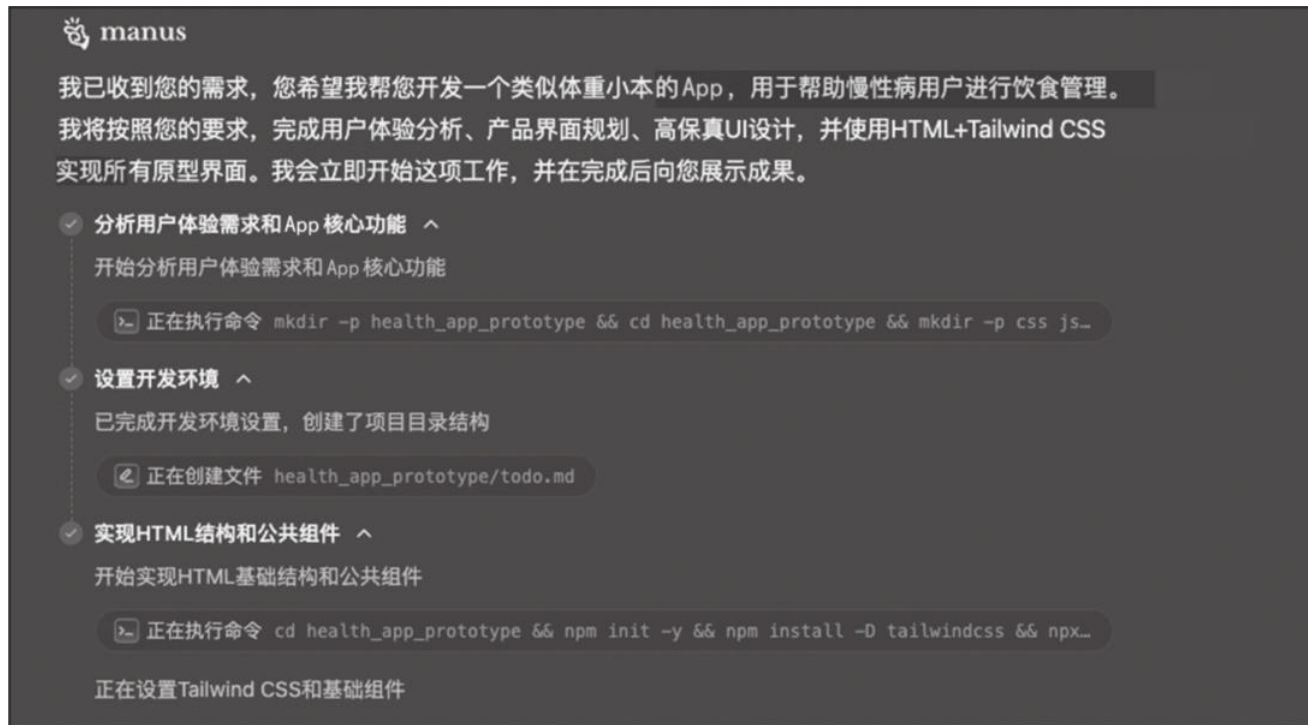 manus
我已收到您的需求，您希望我帮您开发一个类似体重小本的App，用于帮助慢性病用户进行饮食管理。
我将按照您的要求，完成用户体验分析、产品界面规划、高保真UI设计，并使用HTML+Tailwind CSS
实现所有原型界面。我会立即开始这项工作，并在完成后向您展示成果。
分析用户体验需求和App核心功能
开始分析用户体验需求和App核心功能
正在执行命令 mkdir -p health_app_prototype && cd health_app_prototype && mkdir -p css js…
设置开发环境
已完成开发环境设置，创建了项目目录结构
正在创建文件 health_app_prototype/todo.md
实现HTML结构和公共组件
开始实现HTML基础结构和公共组件
正在执行命令 cd health_app_prototype && npm init -y && npm install -D tailwindcss && npx…
正在设置Tailwind CSS和基础组件